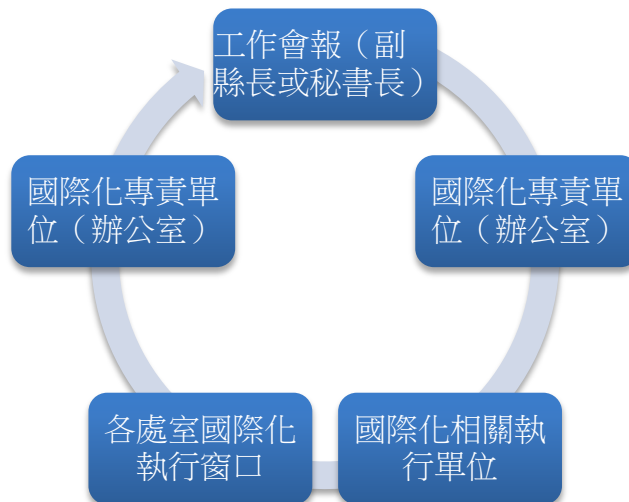 工作會報（副
縣長或秘書長）
國際化專責單
位（辦公室）
國際化相關執
行單位
各處室國際化
執行窗口
國際化專責單
位（辦公室）